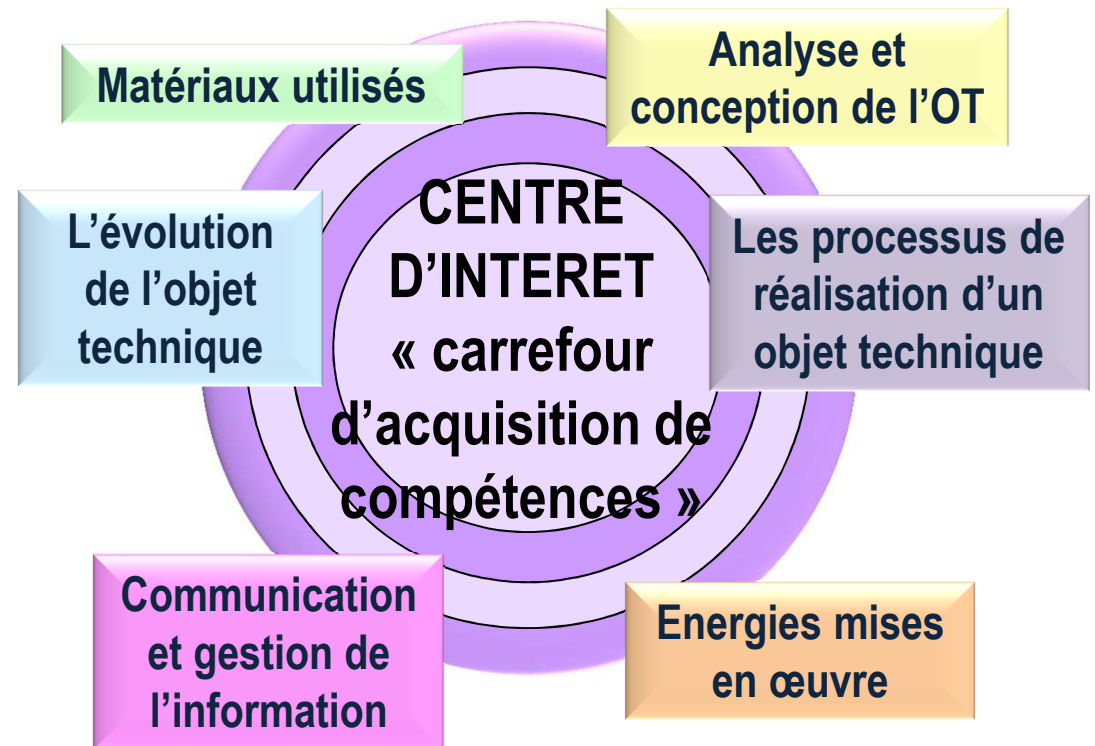 Matériaux utilisés
Analyse et
conception de l’OT
L’évolution
de l’objet
technique
CENTRE
D’INTERET
« carrefour
d’acquisition de
compétences »
Les processus de
réalisation d’un
objet technique
Communication
et gestion de
l’information
Energies mises
en œuvre